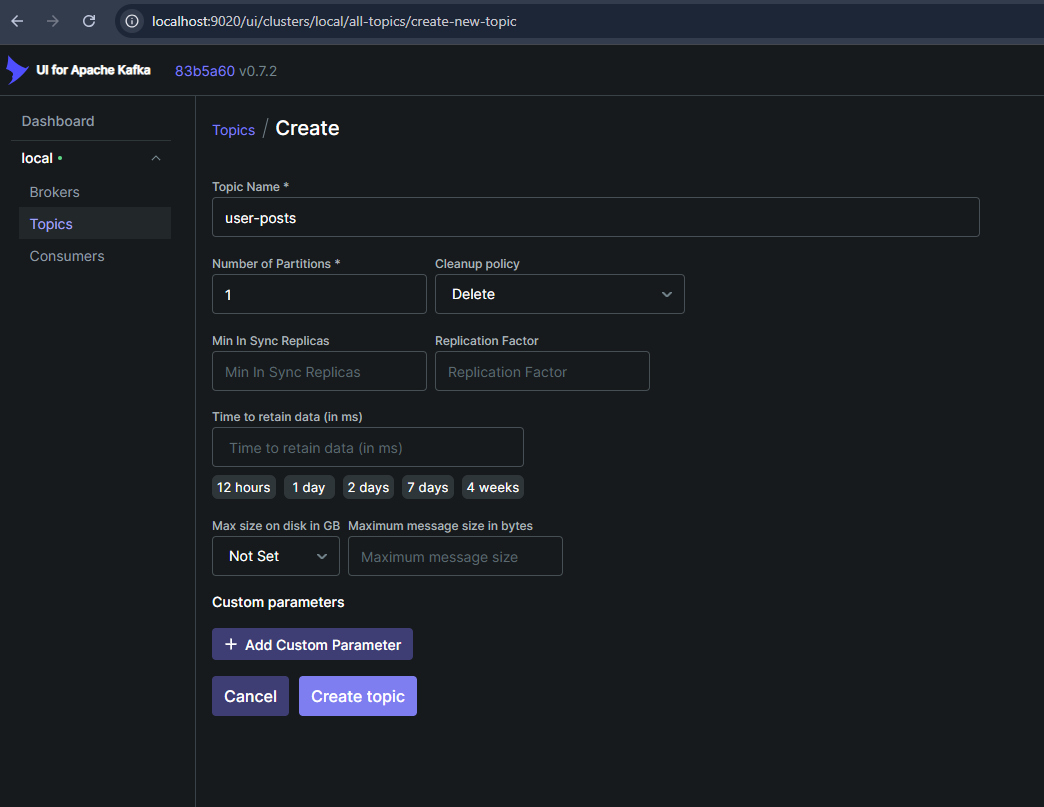 localhost:9020/ui/clusters/local/all-topics/create-new-topic
UI for Apache Kafka 83b5a60 v0.7.2
Dashboard
local
Brokers
Topics
Consumers
Topics / Create
Topic Name *
user-posts
Number of Partitions * Cleanup policy
1 Delete
Min In Sync Replicas Replication Factor
Min In Sync Replicas Replication Factor
Time to retain data (in ms)
Time to retain data (in ms)
12 hours 1 day 2 days 7 days 4 weeks
Max size on disk in GB Maximum message size in bytes
Not Set Maximum message size
Custom parameters
+ Add Custom Parameter
Cancel Create topic